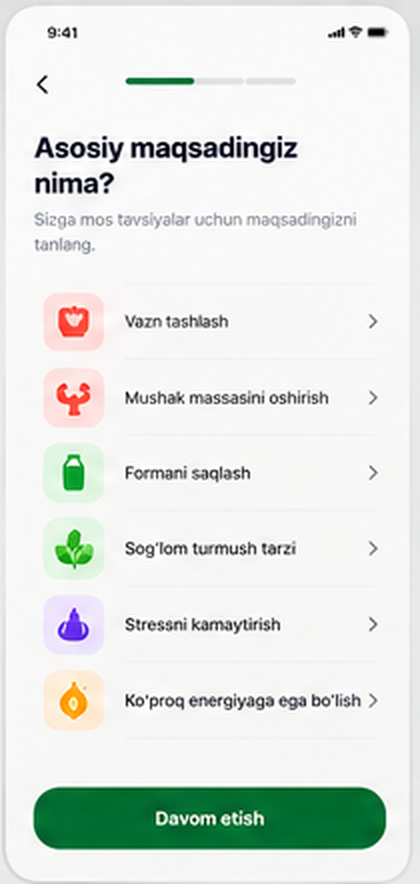 9:41
Asosiy maqsadingiz
nima?
Sizga mos tavsiyalar uchun maqsadingizni
tanlang.
Vazn tashlash
Mushak massasini oshirish
Formani saqlash
Sog‘lom turmush tarzi
Stressni kamaytirish
Ko‘proq energiyaga ega bo‘lish
Davom etish